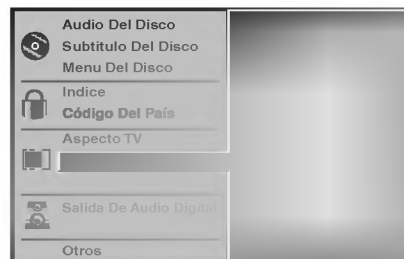 Audio Del Disco
Subtitulo Del Disco
Menu Del Disco
Indice
Código Del País
Aspecto TV
Salida De Audio Digital
Otros